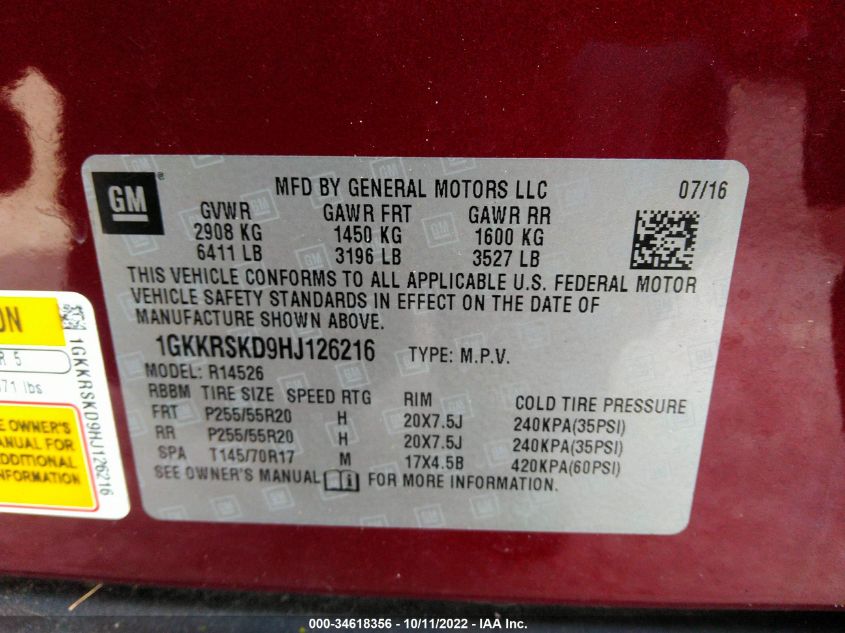 GM
®
MFD BY GENERAL MOTORS LLC 07/16
GVWR GAWR FRT GAWR RR
2908 KG 1450 KG 1600 KG
6411 LB 3196 LB 3527 LB
THIS VEHICLE CONFORMS TO ALL APPLICABLE U.S. FEDERAL MOTOR
VEHICLE SAFETY STANDARDS IN EFFECT ON THE DATE OF
MANUFACTURE SHOWN ABOVE.
1GKKRSKD9HJ126216 TYPE: M.P.V.
MODEL: R14526
RBBM TIRE SIZE SPEED RTG RIM COLD TIRE PRESSURE
FRT P255/55R20 H 20X7.5J 240KPA(35PSI)
RR P255/55R20 H 20X7.5J 240KPA(35PSI)
SPA T145/70R17 M 17X4.5B 420KPA(60PSI)
SEE OWNER'S MANUAL FOR MORE INFORMATION.
R 5
71 lbs
OWNER'S
MANUAL FOR
ADDITIONAL
1GKKRSKD9HJ126216
000-34618356 - 10/11/2022 - IAA Inc.